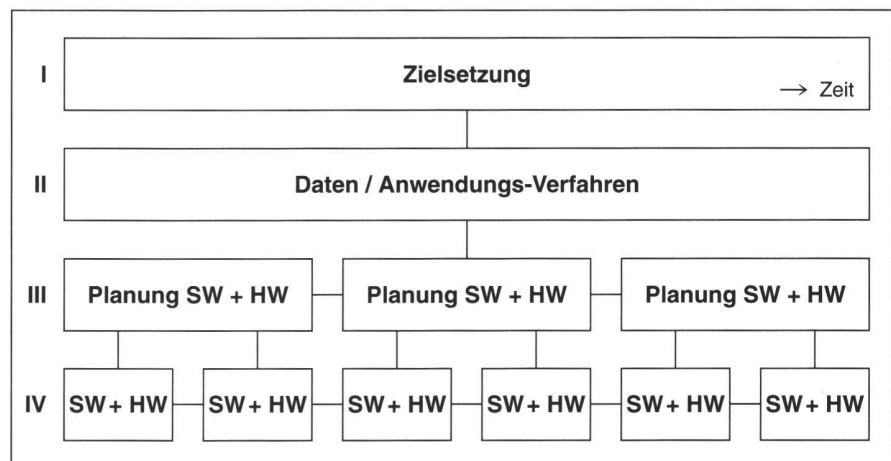 I Zielsetzung
→ Zeit
II Daten / Anwendungs-Verfahren
III Planung SW + HW Planung SW + HW Planung SW + HW
IV SW + HW SW + HW SW + HW SW + HW SW + HW SW + HW